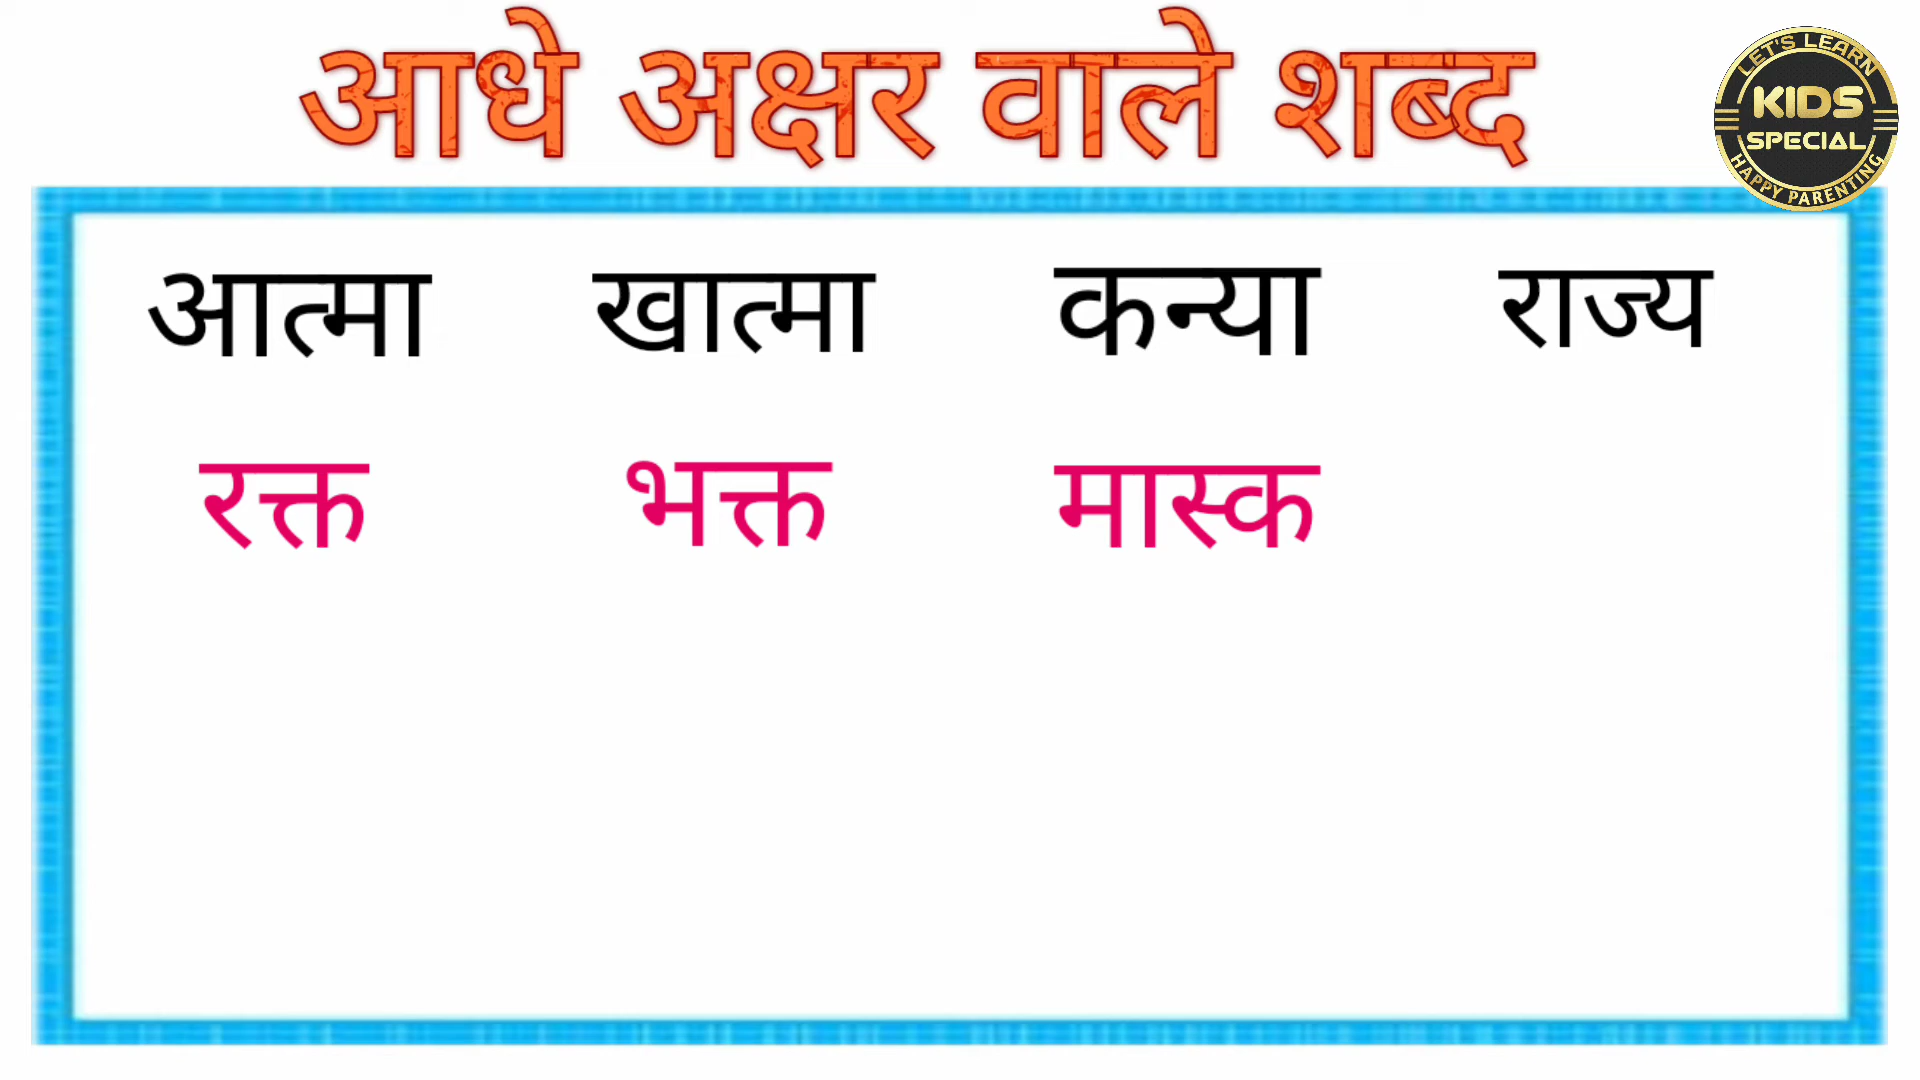 आधे अक्षर वाले शब्द
LET'S LEARN
KIDS
SPECIAL
HAPPY PARENTING
आत्मा खात्मा कन्या राज्य
रक्त भक्त मास्क